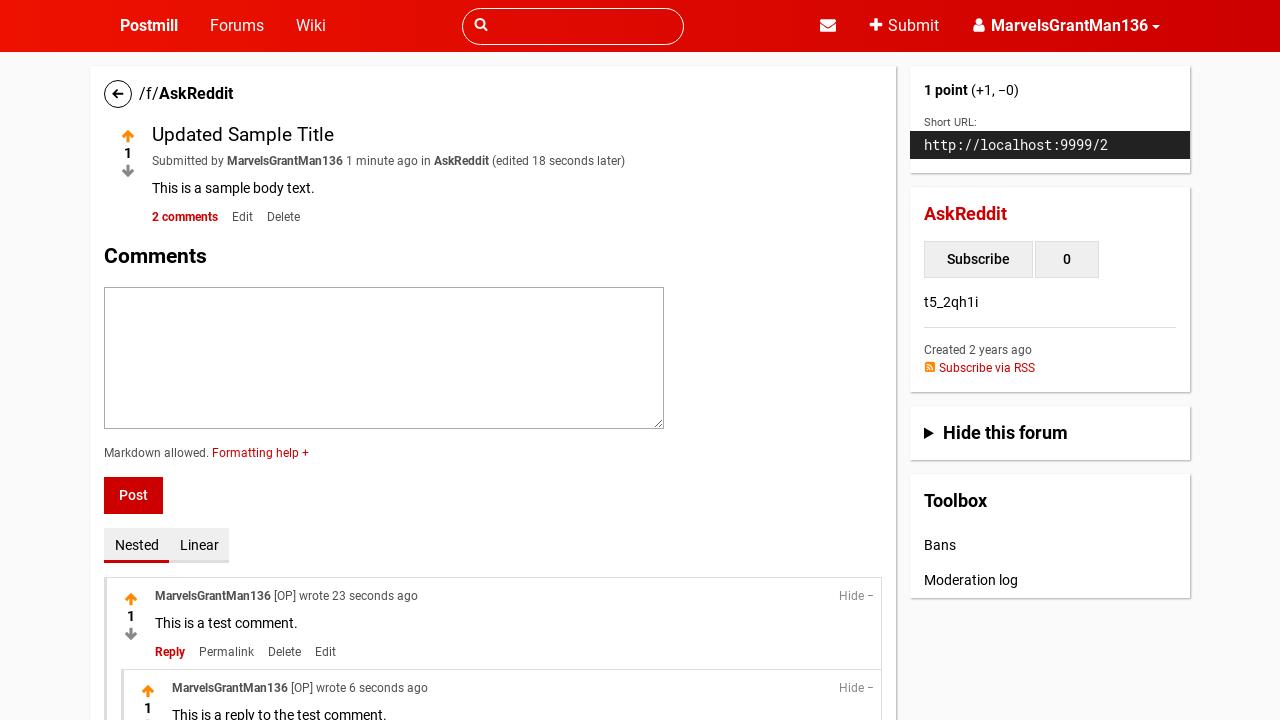 Postmill
Forums
Wiki
Submit
MarvelsGrantMan136
/f/AskReddit
1
Updated Sample Title
Submitted by MarvelsGrantMan136 1 minute ago in AskReddit (edited 18 seconds later)
This is a sample body text.
2 comments Edit Delete
Comments
Markdown allowed. Formatting help +
Post
Nested Linear
MarvelsGrantMan136 [OP] wrote 23 seconds ago Hide −
1
This is a test comment.
Reply Permalink Delete Edit
MarvelsGrantMan136 [OP] wrote 6 seconds ago Hide −
1
This is a reply to the test comment.
1 point (+1, −0)
Short URL:
http://localhost:9999/2
AskReddit
Subscribe 0
t5_2qh1i
Created 2 years ago
Subscribe via RSS
Hide this forum
Toolbox
Bans
Moderation log